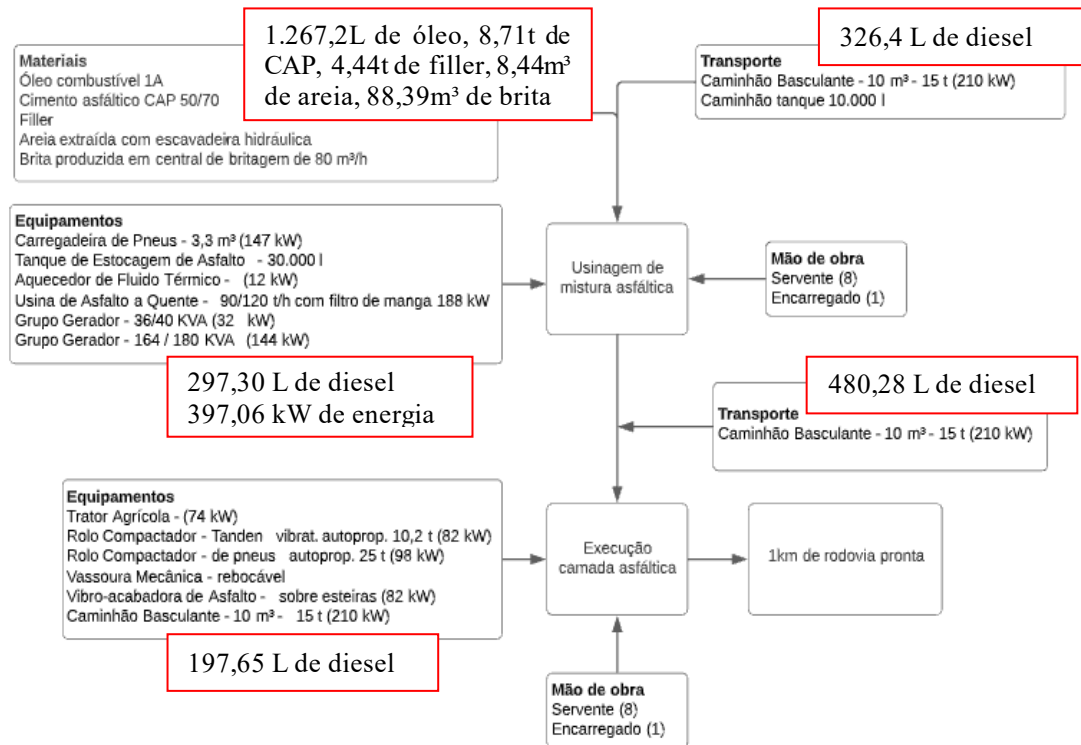 1.267,2L de óleo, 8,71t de
CAP, 4,44t de filler, 8,44m³
de areia, 88,39m³ de brita
326,4 L de diesel
Materiais
Óleo combustível 1A
Cimento asfáltico CAP 50/70
Filler
Areia extraída com escavadeira hidráulica
Brita produzida em central de britagem de 80 m³/h
Transporte
Caminhão Basculante - 10 m³ - 15 t (210 kW)
Caminhão tanque 10.000 l
Equipamentos
Carregadeira de Pneus - 3,3 m³ (147 kW)
Tanque de Estocagem de Asfalto - 30.000 l
Aquecedor de Fluido Térmico - (12 kW)
Usina de Asfalto a Quente - 90/120 t/h com filtro de manga 188 kW
Grupo Gerador - 36/40 KVA (32 kW)
Grupo Gerador - 164 / 180 KVA (144 kW)
Usinagem de
mistura asfáltica
Mão de obra
Servente (8)
Encarregado (1)
297,30 L de diesel
397,06 kW de energia
480,28 L de diesel
Transporte
Caminhão Basculante - 10 m³ - 15 t (210 kW)
Equipamentos
Trator Agrícola - (74 kW)
Rolo Compactador - Tanden vibrat. autoprop. 10,2 t (82 kW)
Rolo Compactador - de pneus autoprop. 25 t (98 kW)
Vassoura Mecânica - rebocável
Vibro-acabadora de Asfalto - sobre esteiras (82 kW)
Caminhão Basculante - 10 m³ - 15 t (210 kW)
Execução
camada asfáltica
1km de rodovia pronta
197,65 L de diesel
Mão de obra
Servente (8)
Encarregado (1)